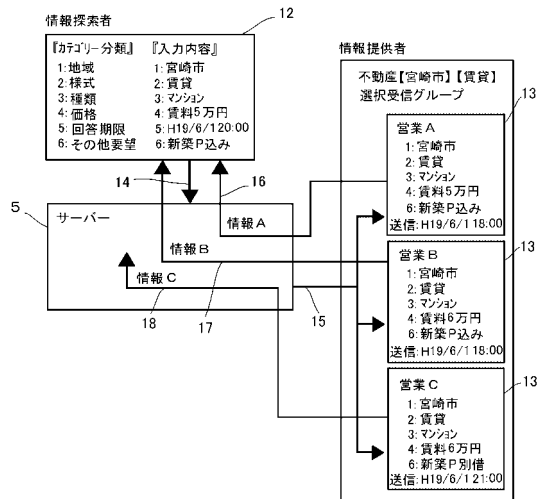 情報探索者
12
『カテゴリー分類』 『入力内容』
1:地域 1:宮崎市
2:様式 2:賃貸
3:種類 3:マンション
4:価格 4:賃料5万円
5:回答期限 5:H19/6/120:00
6:その他要望 6:新築P込み
14
16
5
サーバー
情報A
情報B
情報C
18
17
15
情報提供者
不動産【宮崎市】【賃貸】
選択受信グループ
13
営業A
1:宮崎市
2:賃貸
3:マンション
4:賃料5万円
6:新築P込み
送信:H19/6/118:00
13
営業B
1:宮崎市
2:賃貸
3:マンション
4:賃料6万円
6:新築P込み
送信:H19/6/118:00
13
営業C
1:宮崎市
2:賃貸
3:マンション
4:賃料6万円
6:新築P別借
送信:H19/6/121:00